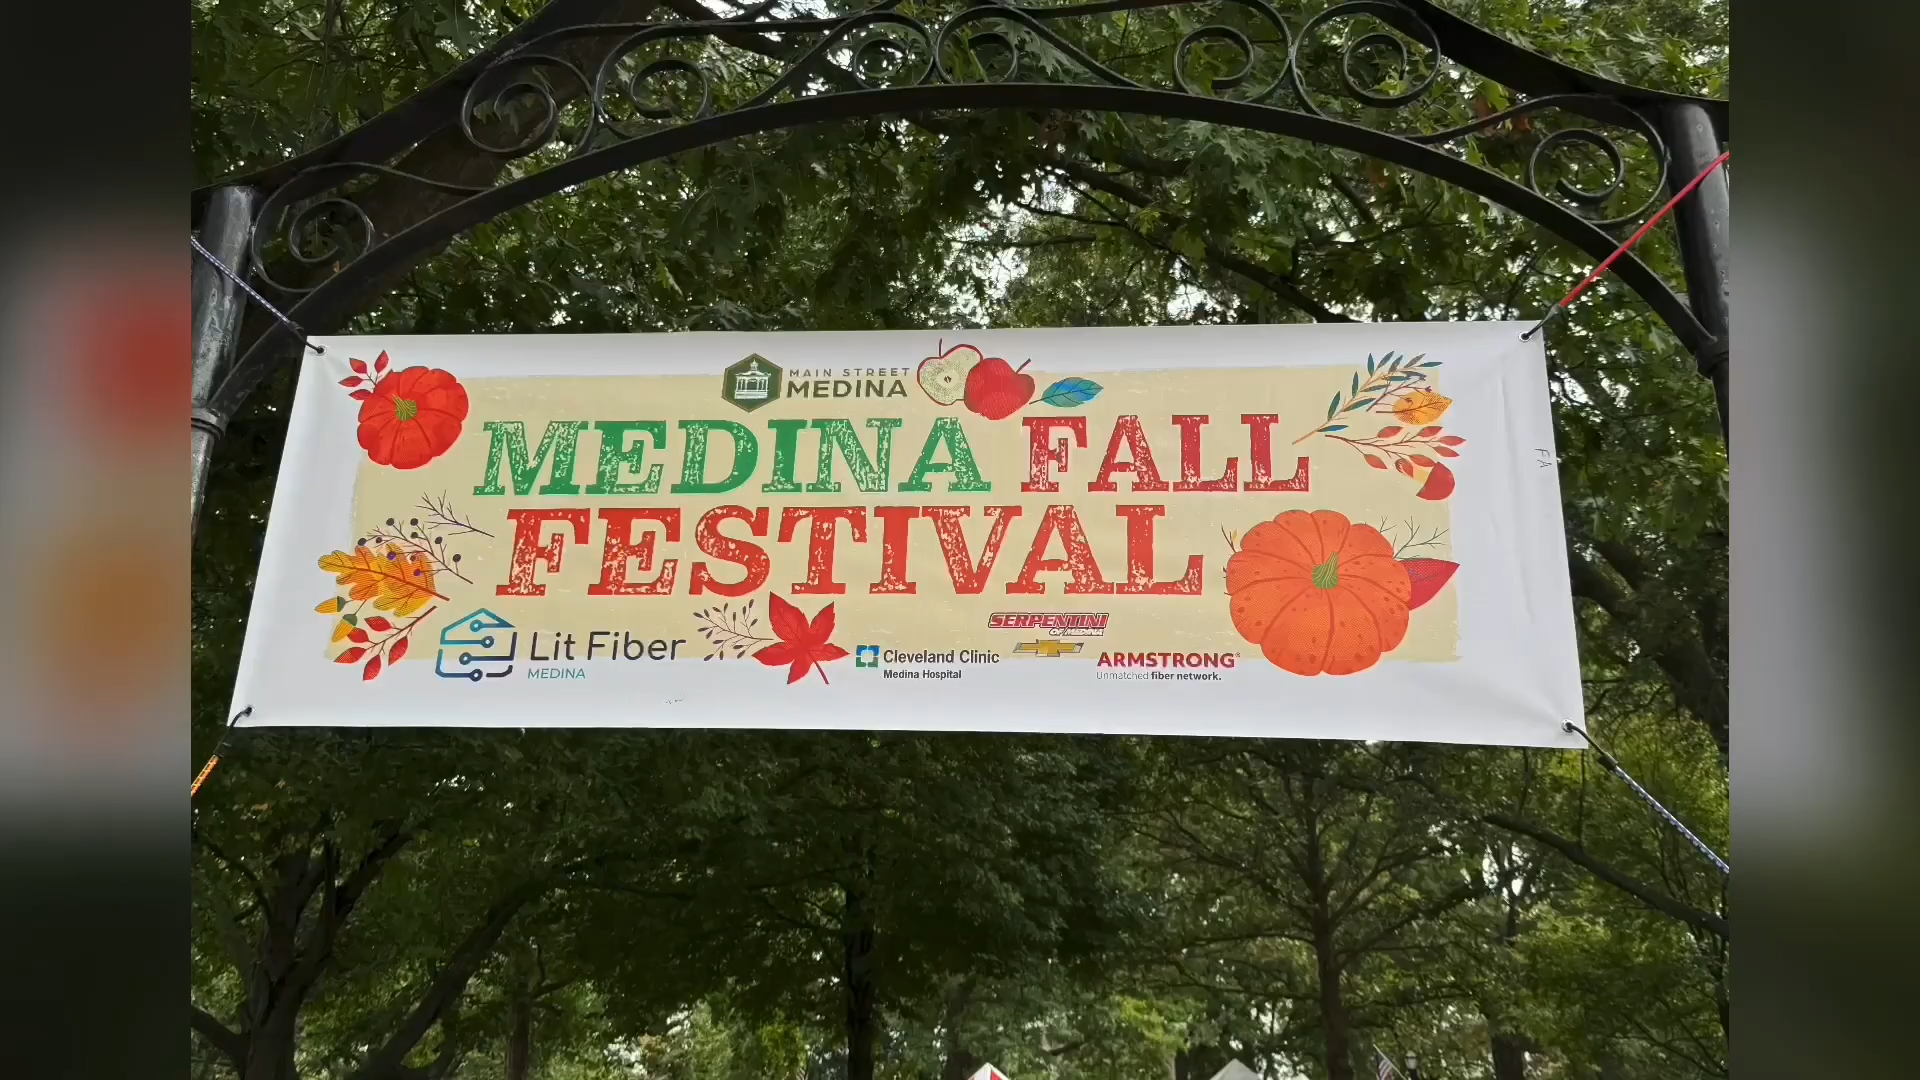 MAIN STREET
MEDINA
MEDINA FALL
FESTIVAL
Lit Fiber
MEDINA
Cleveland Clinic
Medina Hospital
SERPENTINI
OF MEDINA
ARMSTRONG®
Unmatched fiber network.
FA